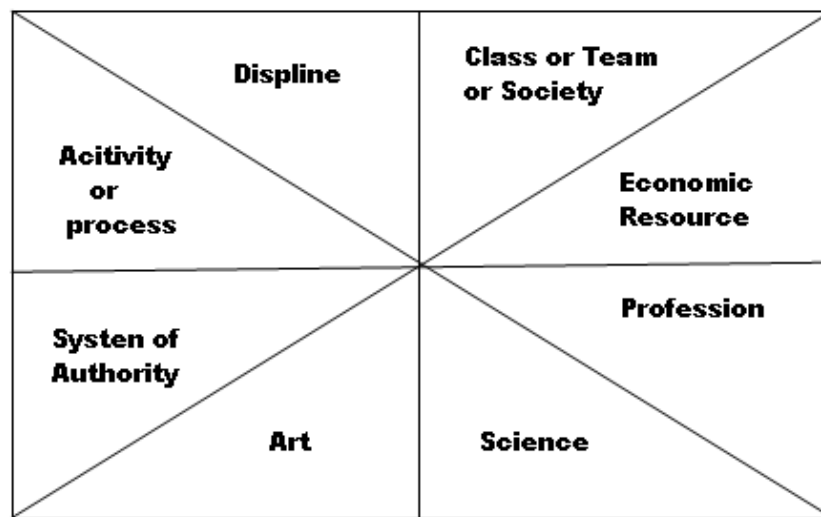 Displine
Class or Team
or Society
Acitivity
or
process
Economic
Resource
Systen of
Authority
Profession
Art
Science